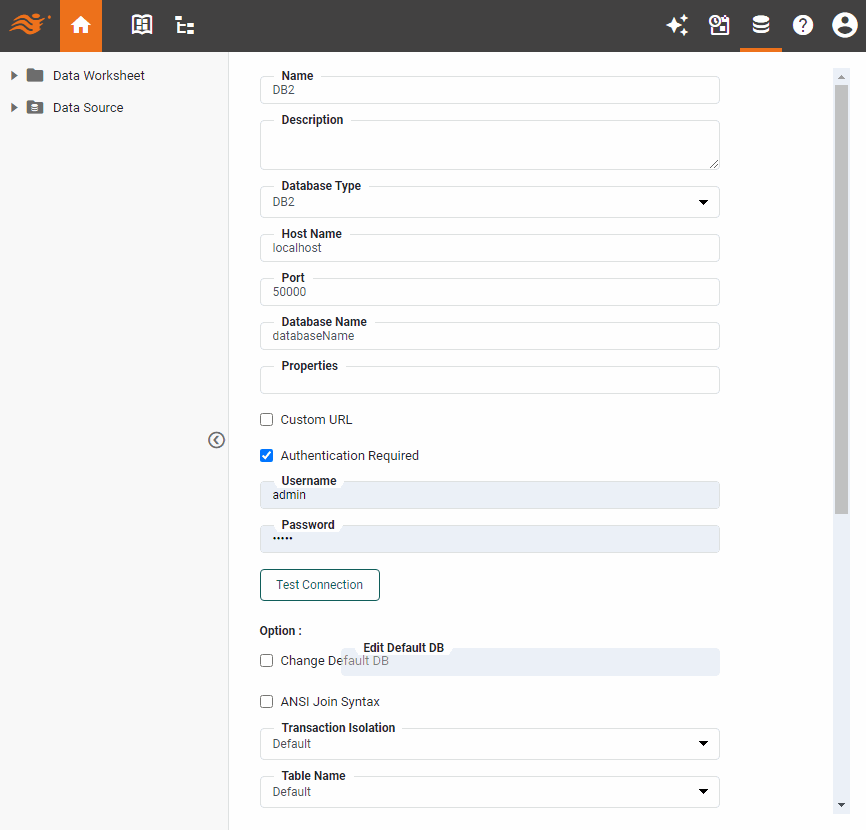 Data Worksheet
Data Source
Name
DB2
Description
Database Type
DB2
Host Name
localhost
Port
50000
Database Name
databaseName
Properties
Custom URL
Authentication Required
Username
admin
Password
•••••
Test Connection
Option :
Edit Default DB
Change Default DB
ANSI Join Syntax
Transaction Isolation
Default
Table Name
Default